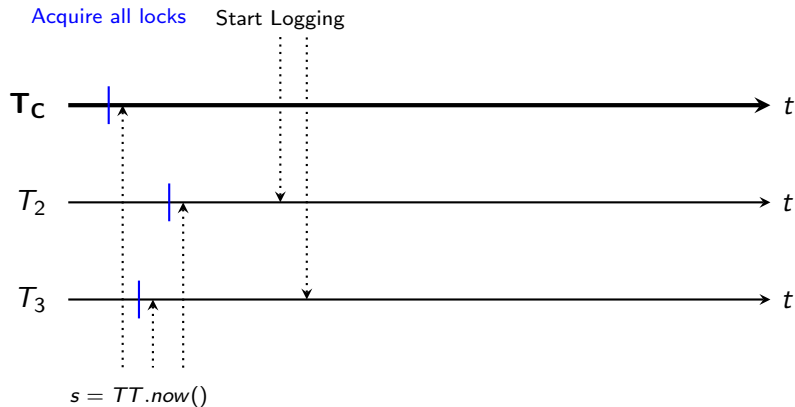 Acquire all locks Start Logging
T_C t
T_2 t
T_3 t
s = TT.now()